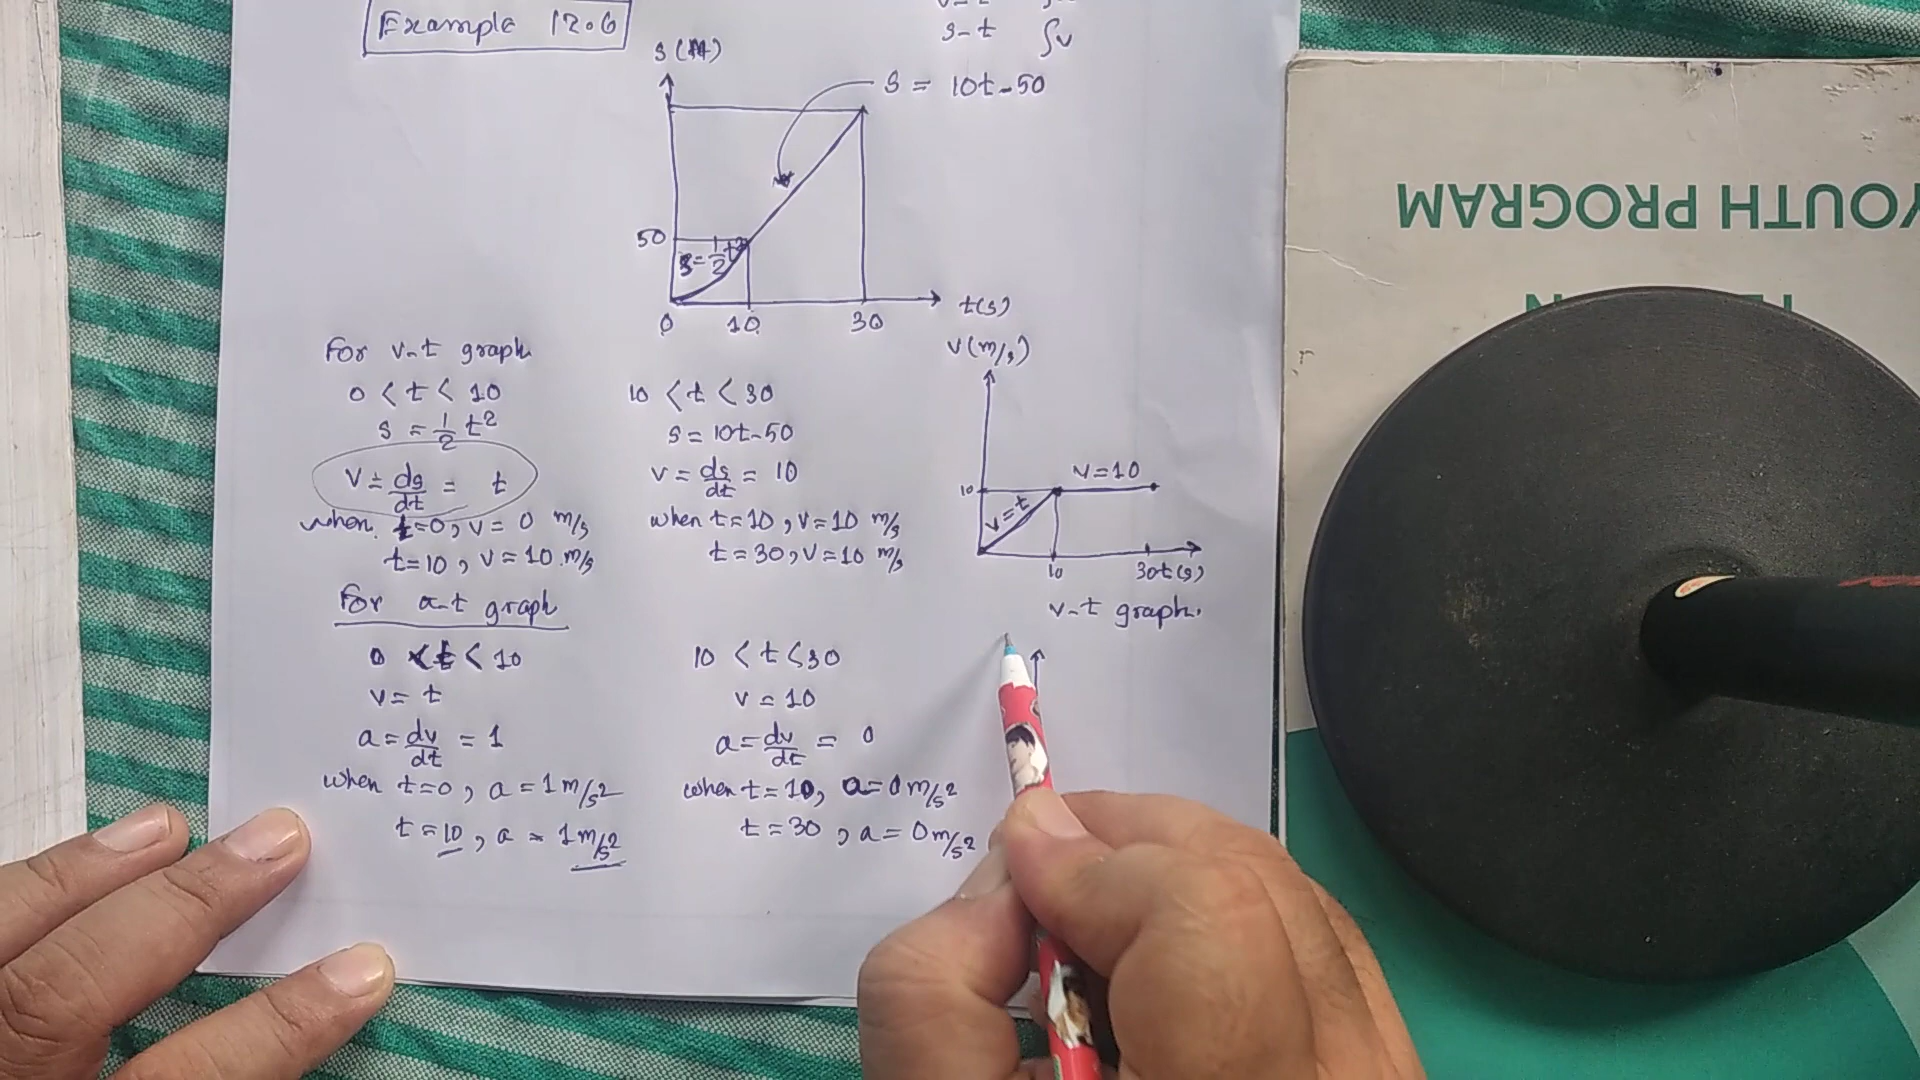 Example 12.6
s-t ∫v
s (M)
s = 10t-50
50
s = 1/2 t²
0 10 30
t(s)
For v-t graph
0 < t < 10
s = 1/2 t²
v = ds/dt = t
when t=0, v = 0 m/s
t=10, v = 10 m/s
10 < t < 30
s = 10t-50
v = ds/dt = 10
when t=10, v=10 m/s
t = 30, v=10 m/s
v (m/s)
10
v=t
v=10
10 30 t(s)
v-t graph.
For a-t graph
0 < t < 10
v = t
a = dv/dt = 1
when t=0, a = 1 m/s²
t = 10, a = 1 m/s²
10 < t < 30
v = 10
a = dv/dt = 0
when t = 10, a = 0 m/s²
t = 30, a = 0 m/s²
YOUTH PROGRAM